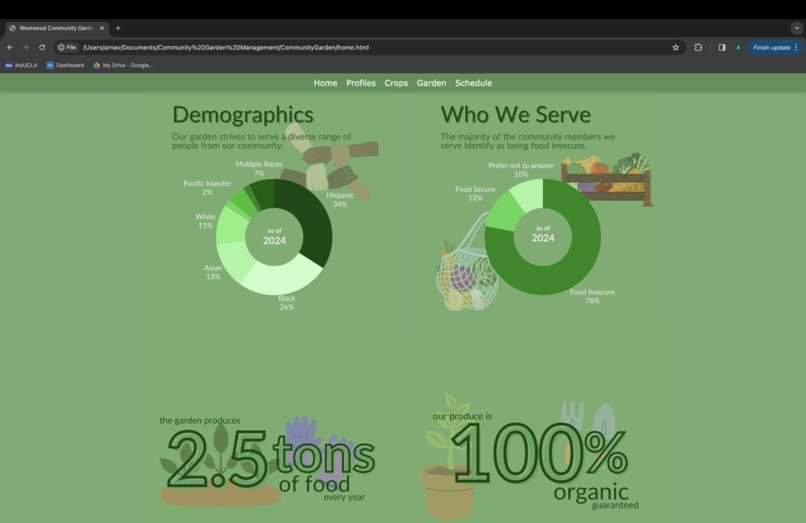 Westwood Community Garde
File
/Users/arnav/Documents/Community%20Garden%20Management/CommunityGarden/home.html
A
Finish update
MyUCLA
Dashboard
My Drive - Google...
Home Profiles Crops Garden Schedule
Demographics
Our garden strives to serve a diverse range of
people from our community.
Multiple Races
7%
Pacific Islander
2%
Hispanic
34%
White
11%
as of
2024
Asian
13%
Black
26%
Who We Serve
The majority of the community members we
serve identify as being food insecure.
Prefer not to answer
10%
Food Secure
12%
as of
2024
Food Insecure
78%
the garden produces
2.5 tons
of food
every year
our produce is
100%
organic
guaranteed